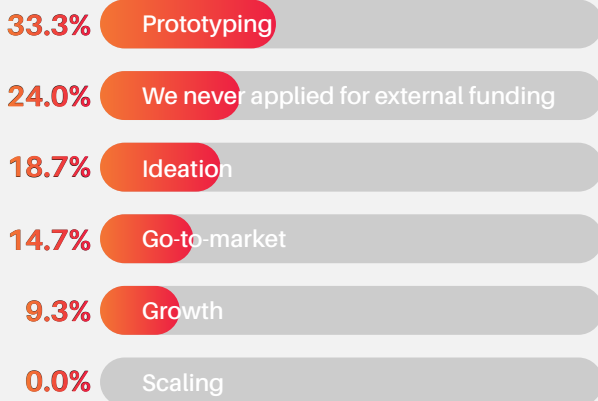 33.3% Prototyping
24.0% We never applied for external funding
18.7% Ideation
14.7% Go-to-market
9.3% Growth
0.0% Scaling